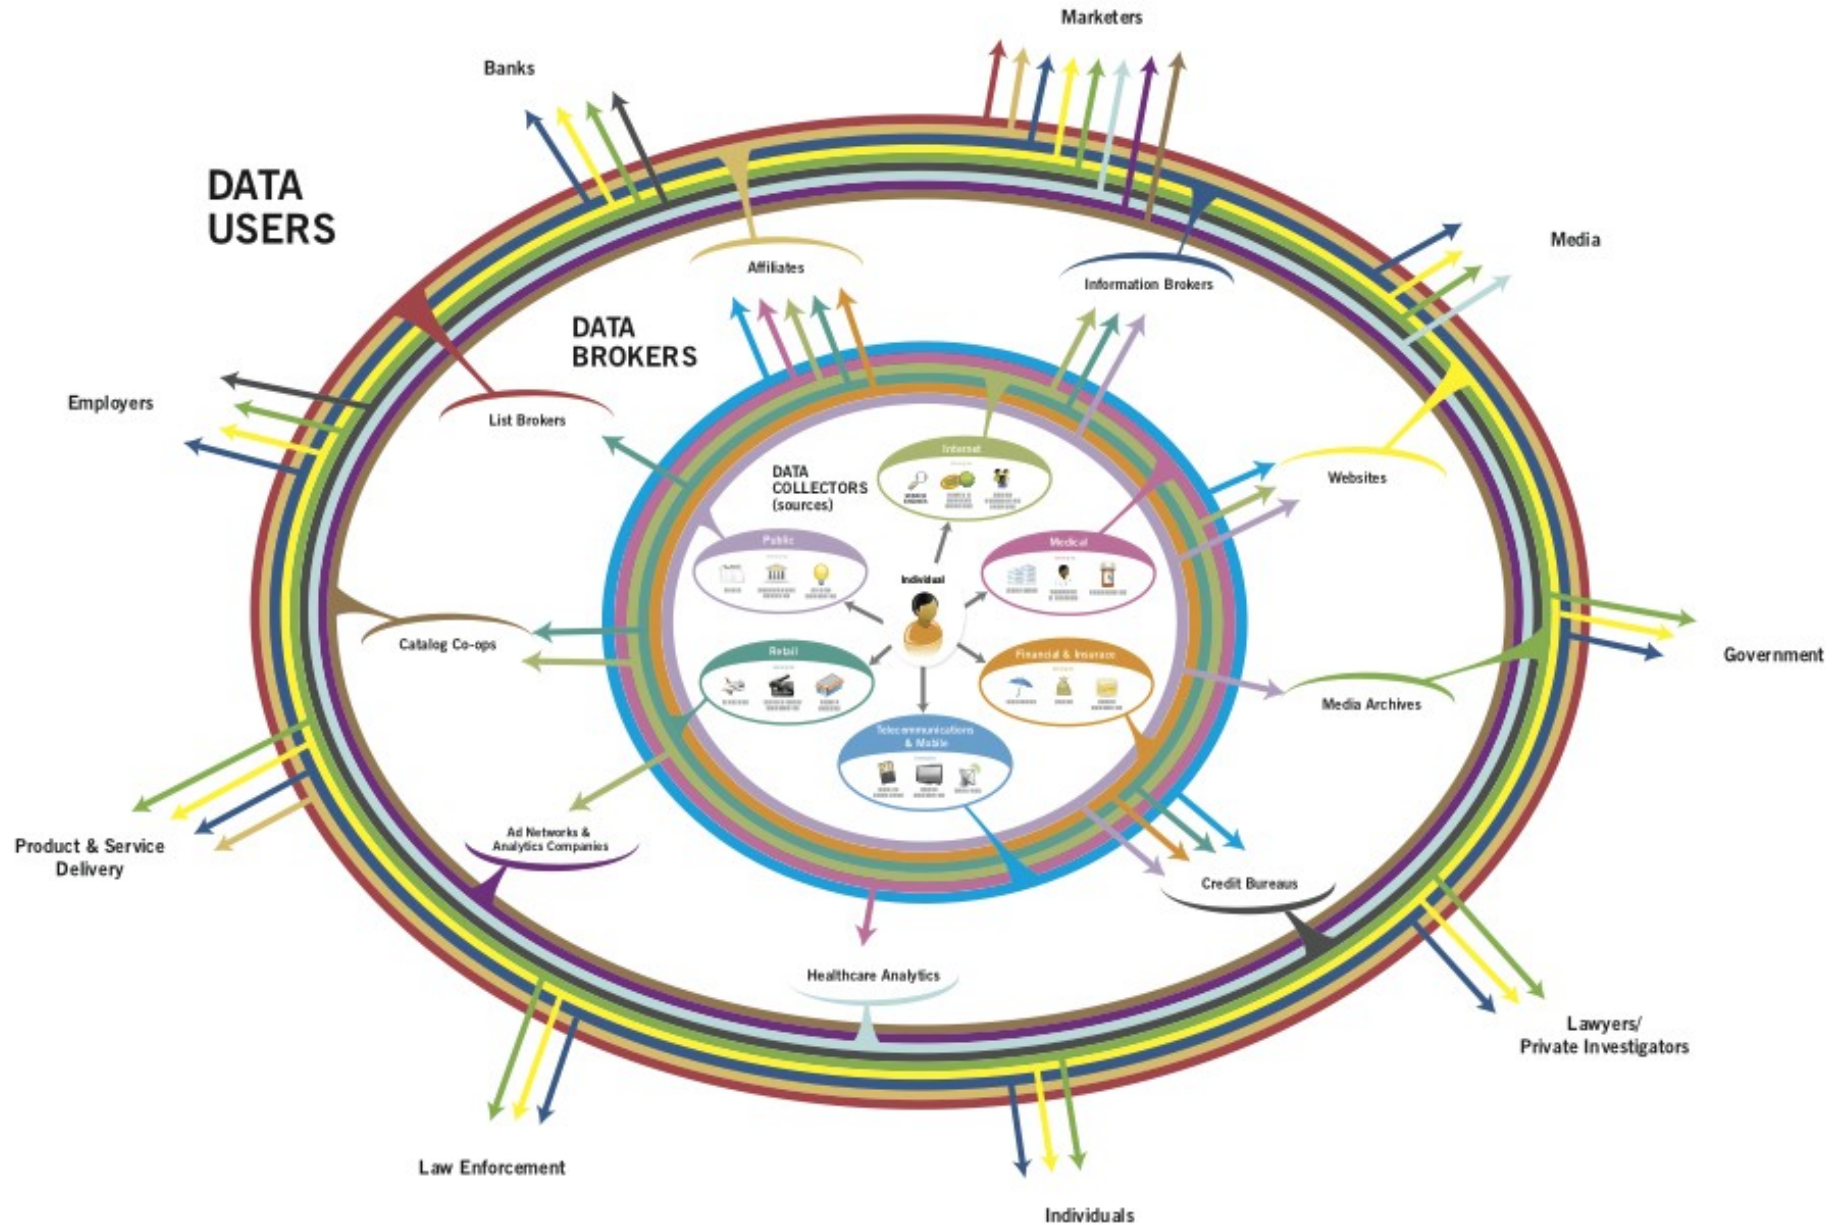 Marketers
Banks
DATA
USERS
Media
Affiliates
Information Brokers
DATA
BROKERS
Employers
List Brokers
Internet
DATA
COLLECTORS
(sources)
Websites
Public
Medical
Individual
Catalog Co-ops
Retail
Financial & Insurace
Government
Media Archives
Telecommunications
& Mobile
Product & Service
Delivery
Ad Networks &
Analytics Companies
Credit Bureaus
Healthcare Analytics
Lawyers/
Private Investigators
Law Enforcement
Individuals